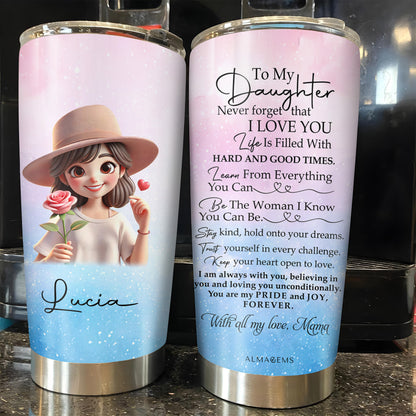 Lucia
To My
Daughter
Never forget that
I LOVE YOU
Life Is Filled With
HARD AND GOOD TIMES.
Learn From Everything
You Can
Be The Woman I Know
You Can Be.
Stay kind, hold onto your dreams.
Trust yourself in every challenge.
Keep your heart open to love.
I am always with you, believing in
you and loving you unconditionally.
You are my PRIDE and JOY,
FOREVER.
With all my love, Mama
ALMAGEMS